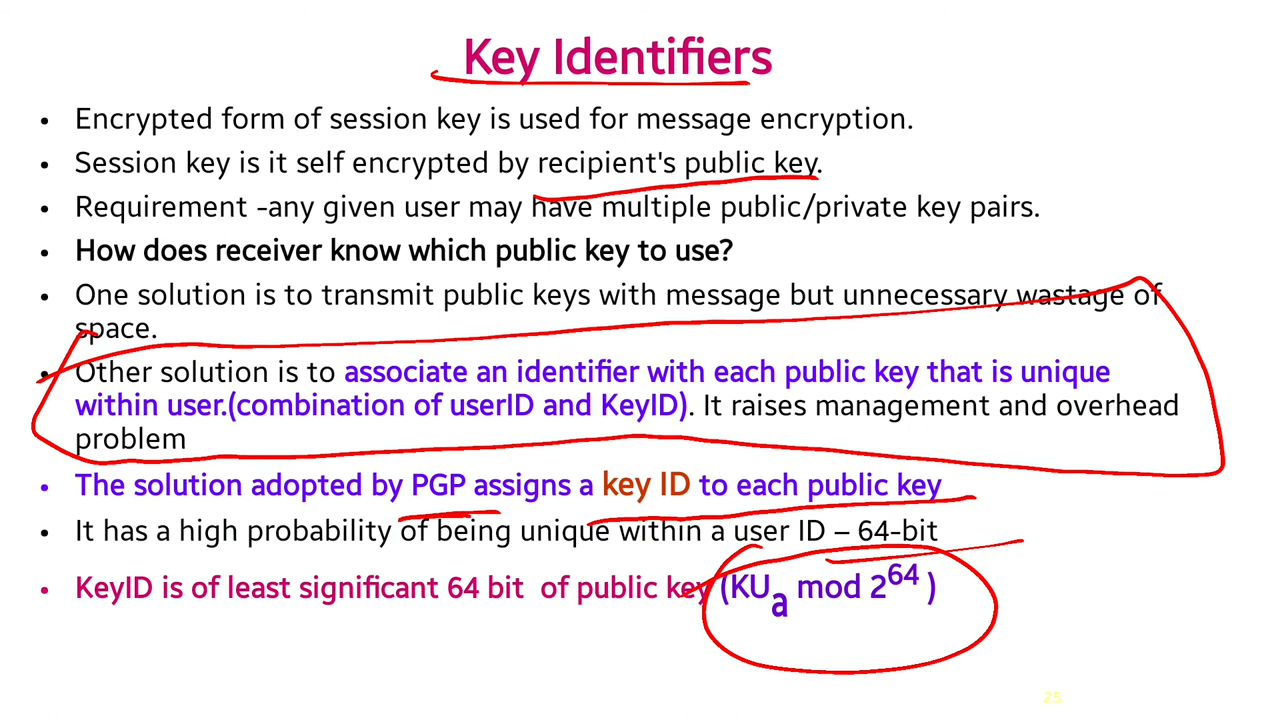 Key Identifiers
• Encrypted form of session key is used for message encryption.
• Session key is it self encrypted by recipient's public key.
• Requirement -any given user may have multiple public/private key pairs.
• How does receiver know which public key to use?
• One solution is to transmit public keys with message but unnecessary wastage of
space.
• Other solution is to associate an identifier with each public key that is unique
within user.(combination of userID and KeyID). It raises management and overhead
problem
• The solution adopted by PGP assigns a key ID to each public key
• It has a high probability of being unique within a user ID – 64-bit
• KeyID is of least significant 64 bit of public key (KUa mod 2^64 )
25